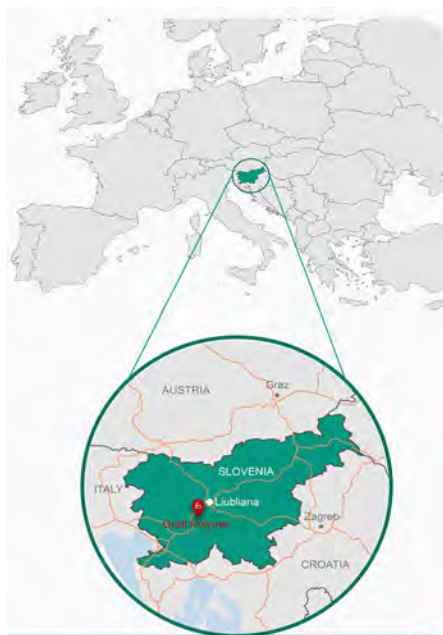 AUSTRIA
Graz
SLOVENIA
ITALY
Ljubljana
Graft Polymer
Zagreb
CROATIA